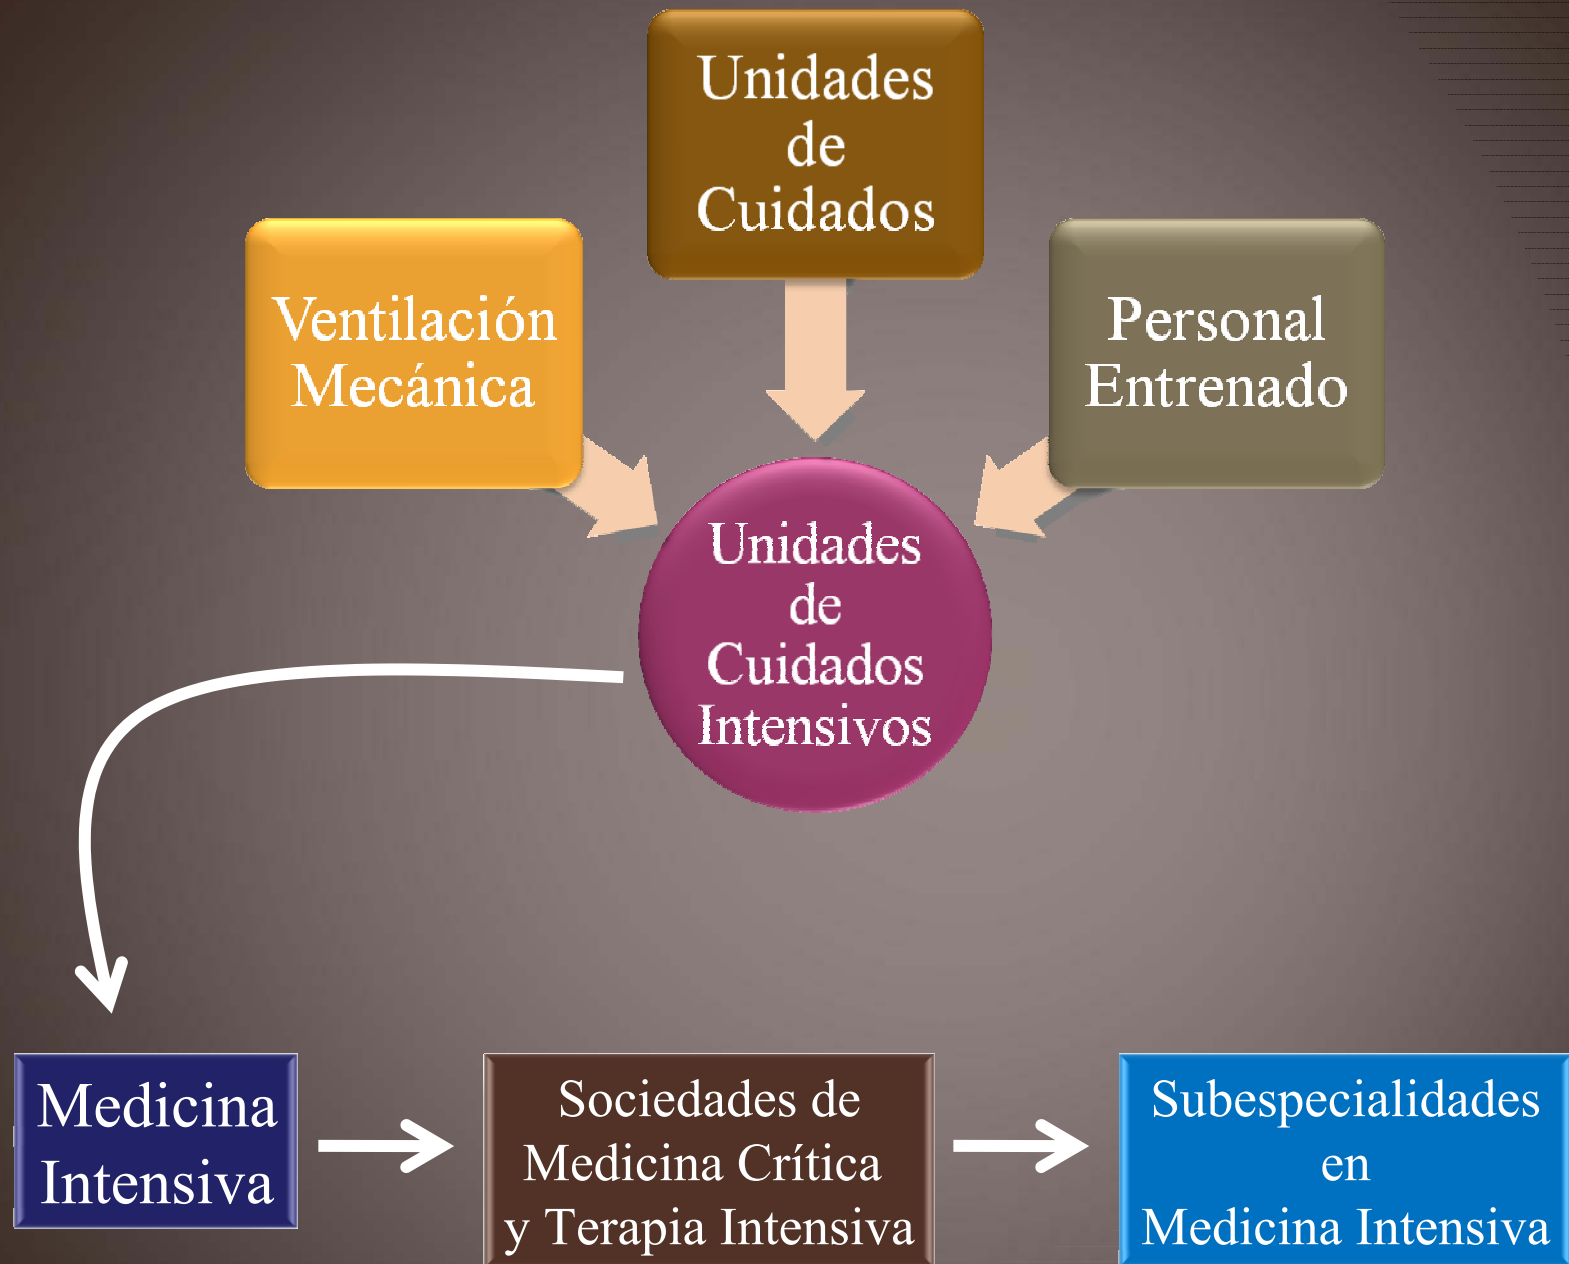 Unidades
de
Cuidados
Ventilación
Mecánica
Personal
Entrenado
Unidades
de
Cuidados
Intensivos
Medicina
Intensiva
Sociedades de
Medicina Crítica
y Terapia Intensiva
Subespecialidades
en
Medicina Intensiva